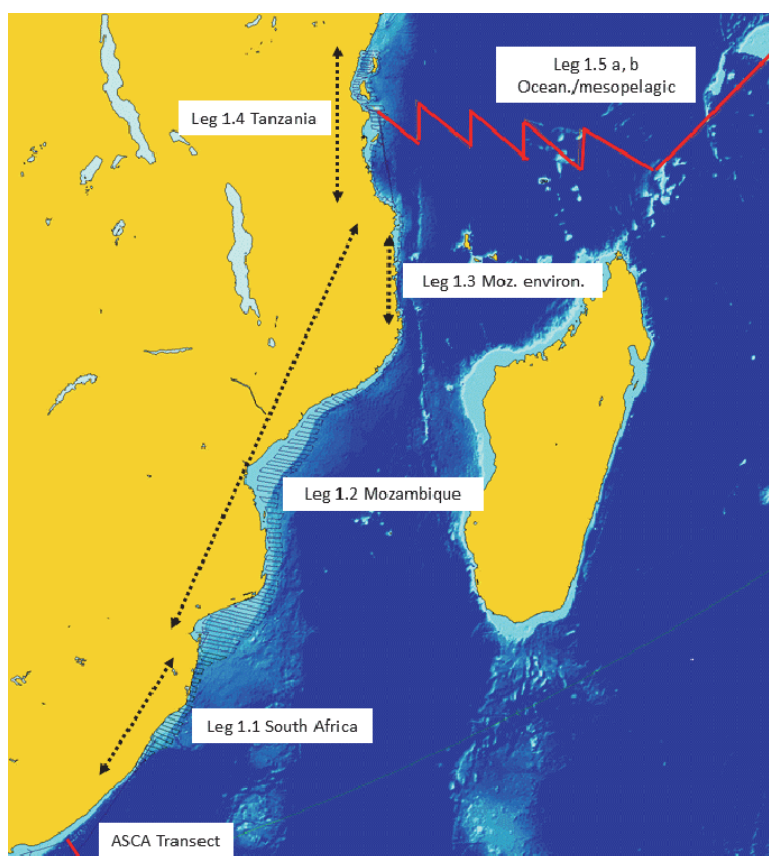 Leg 1.5 a, b
Ocean./mesopelagic
Leg 1.4 Tanzania
Leg 1.3 Moz. environ.
Leg 1.2 Mozambique
Leg 1.1 South Africa
ASCA Transect